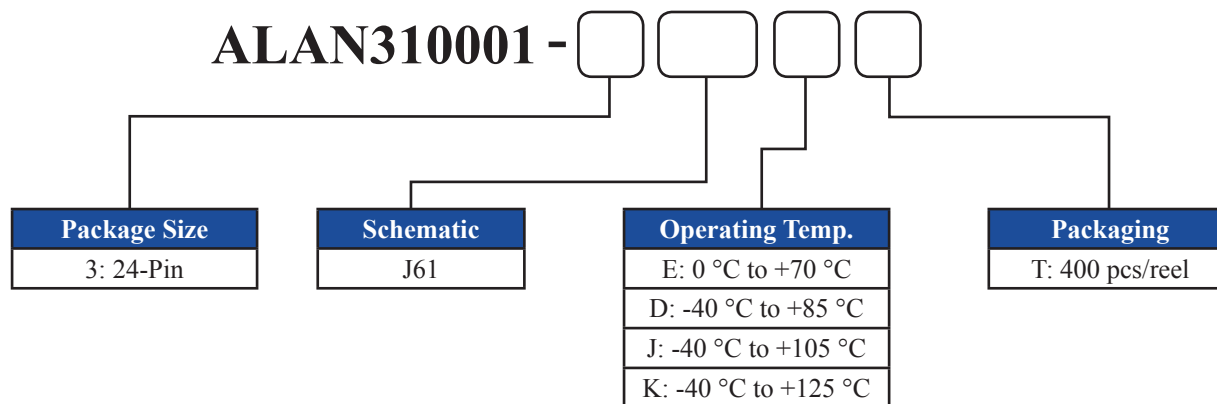 ALAN310001 -
Package Size
3: 24-Pin
Schematic
J61
Operating Temp.
E: 0 °C to +70 °C
D: -40 °C to +85 °C
J: -40 °C to +105 °C
K: -40 °C to +125 °C
Packaging
T: 400 pcs/reel